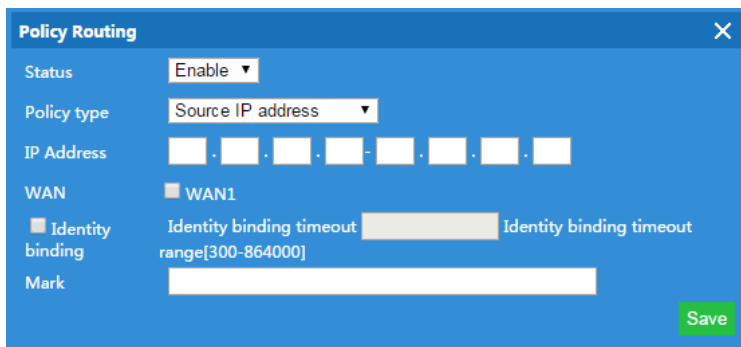 Policy Routing
Status Enable
Policy type Source IP address
IP Address . . . - . . .
WAN WAN1
Identity Identity binding timeout Identity binding timeout
binding range[300-864000]
Mark
Save